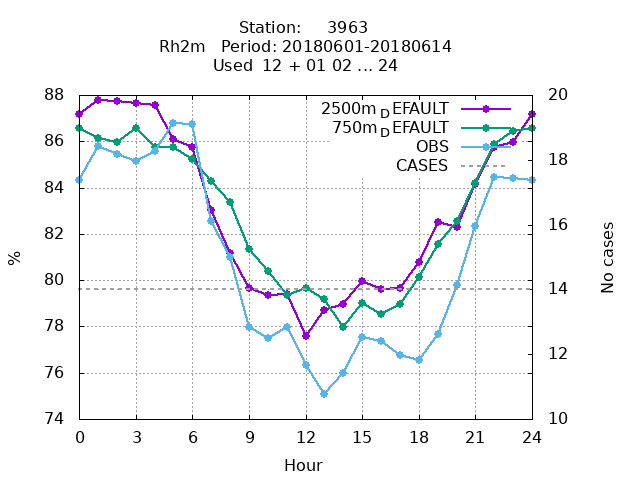 Station: 3963
Rh2m Period: 20180601-20180614
Used 12 + 01 02 ... 24
88 20
2500m_DEFAULT
750m_DEFAULT
86
OBS
CASES
18
84
16
82
No cases
%
80 14
78
12
76
74 10
0 3 6 9 12 15 18 21 24
Hour